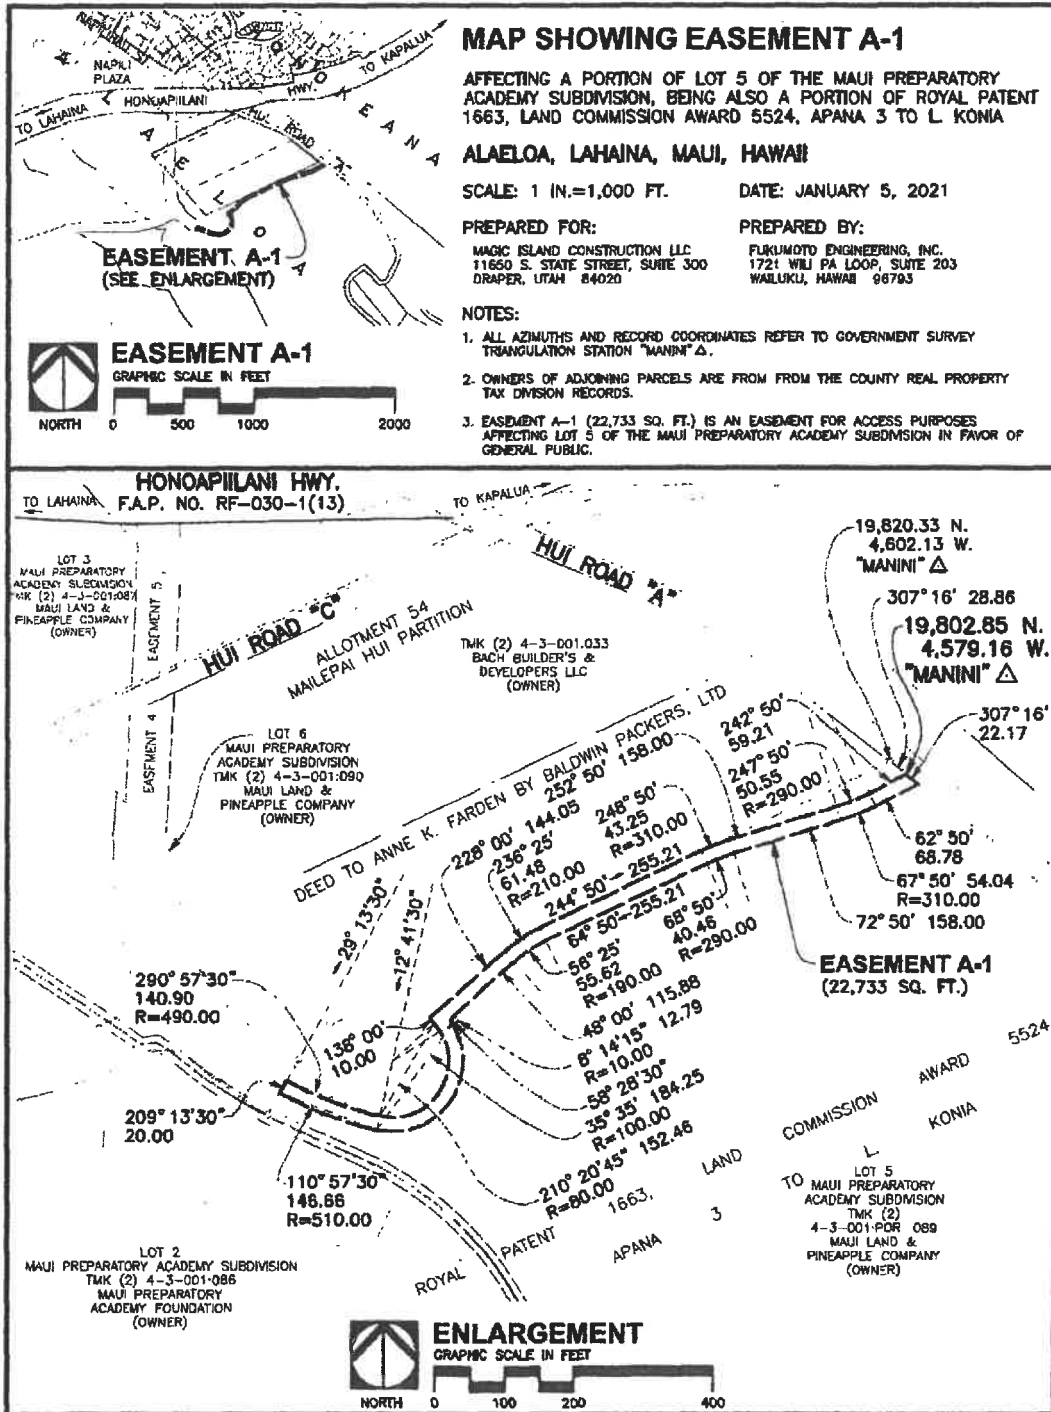 MAP SHOWING EASEMENT A-1
AFFECTING A PORTION OF LOT 5 OF THE MAUI PREPARATORY
ACADEMY SUBDIVISION, BEING ALSO A PORTION OF ROYAL PATENT
1663, LAND COMMISSION AWARD 5524, APANA 3 TO L. KONIA
ALAELOA, LAHAINA, MAUI, HAWAII
SCALE: 1 IN.=1,000 FT.
DATE: JANUARY 5, 2021
PREPARED FOR:
MAGIC ISLAND CONSTRUCTION LLC
11650 S. STATE STREET, SUITE 300
DRAPER, UTAH 84020
PREPARED BY:
FUKUMOTO ENGINEERING, INC.
1721 WILI PA LOOP, SUITE 203
WAILUKU, HAWAII 96793
NOTES:
1. ALL AZIMUTHS AND RECORD COORDINATES REFER TO GOVERNMENT SURVEY
TRIANGULATION STATION "MANINI" △.
2. OWNERS OF ADJOINING PARCELS ARE FROM FROM THE COUNTY REAL PROPERTY
TAX DIVISION RECORDS.
3. EASEMENT A-1 (22,733 SQ. FT.) IS AN EASEMENT FOR ACCESS PURPOSES
AFFECTING LOT 5 OF THE MAUI PREPARATORY ACADEMY SUBDIVISION IN FAVOR OF
GENERAL PUBLIC.
NAPILI
PLAZA
TO KAPALUA
TO LAHAINA
HONOAPIILANI HWY.
HUI ROAD
A L A E L O A
EASEMENT A-1
(SEE ENLARGEMENT)
EASEMENT A-1
GRAPHIC SCALE IN FEET
NORTH
0 500 1000 2000
HONOAPIILANI HWY.
F.A.P. NO. RF-030-1(13)
TO LAHAINA
TO KAPALUA
LOT 3
MAUI PREPARATORY
ACADEMY SUBDIVISION
TMK (2) 4-3-001:087
MAUI LAND &
PINEAPPLE COMPANY
(OWNER)
EASEMENT 5
EASEMENT 4
HUI ROAD "C"
HUI ROAD "A"
ALLOTMENT 54
MAILEPAI HUI PARTITION
TMK (2) 4-3-001.033
BACH BUILDER'S &
DEVELOPERS LLC
(OWNER)
LOT 6
MAUI PREPARATORY
ACADEMY SUBDIVISION
TMK (2) 4-3-001:090
MAUI LAND &
PINEAPPLE COMPANY
(OWNER)
DEED TO ANNE K. FARDEN BY BALDWIN PACKERS, LTD
19,820.33 N.
4,602.13 W.
"MANINI" △
307° 16' 28.86
19,802.85 N.
4,579.16 W.
"MANINI" △
307° 16'
22.17
242° 50'
59.21
247° 50'
50.55
R=290.00
252° 50' 158.00
248° 50'
43.25
R=310.00
244° 50' - 255.21
228° 00' 144.05
236° 25'
61.48
R=210.00
62° 50'
68.78
67° 50' 54.04
R=310.00
72° 50' 158.00
EASEMENT A-1
(22,733 SQ. FT.)
64° 50'-255.21
68° 50'
40.46
R=290.00
56° 25'
55.62
R=190.00
48° 00' 115.88
8° 14'15" 12.79
R=10.00
58° 28'30"
35° 35' 184.25
R=100.00
210° 20'45" 152.46
R=80.00
29° 13'30"
12° 41'30"
138° 00'
10.00
290° 57'30"
140.90
R=490.00
209° 13'30"
20.00
110° 57'30"
146.66
R=510.00
ROYAL PATENT 1663, LAND COMMISSION AWARD 5524
APANA 3 TO L. KONIA
LOT 5
MAUI PREPARATORY
ACADEMY SUBDIVISION
TMK (2)
4-3-001:POR 089
MAUI LAND &
PINEAPPLE COMPANY
(OWNER)
LOT 2
MAUI PREPARATORY ACADEMY SUBDIVISION
TMK (2) 4-3-001:086
MAUI PREPARATORY
ACADEMY FOUNDATION
(OWNER)
ENLARGEMENT
GRAPHIC SCALE IN FEET
NORTH
0 100 200 400